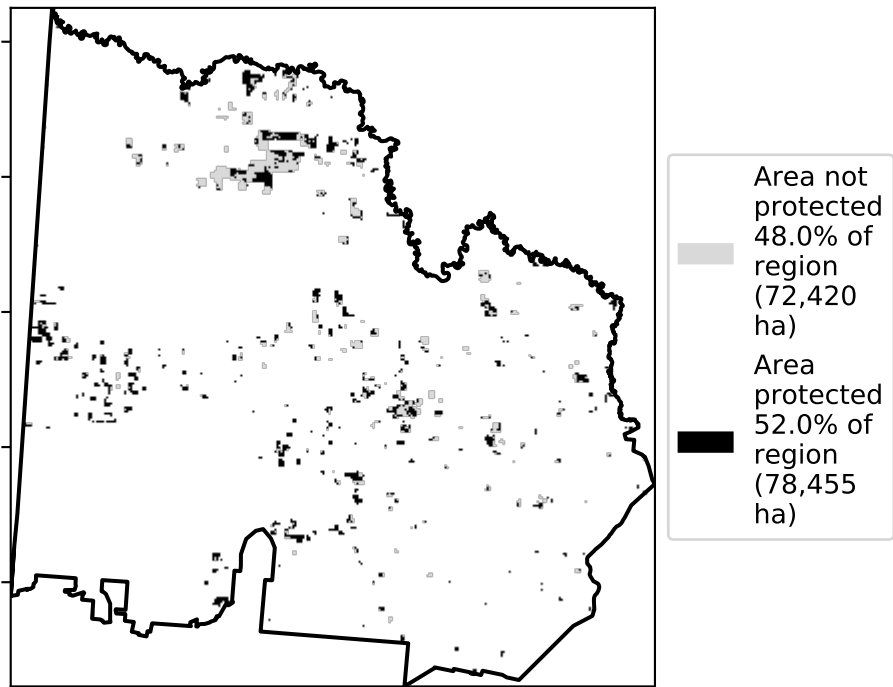 Area not
protected
48.0% of
region
(72,420
ha)
Area
protected
52.0% of
region
(78,455
ha)